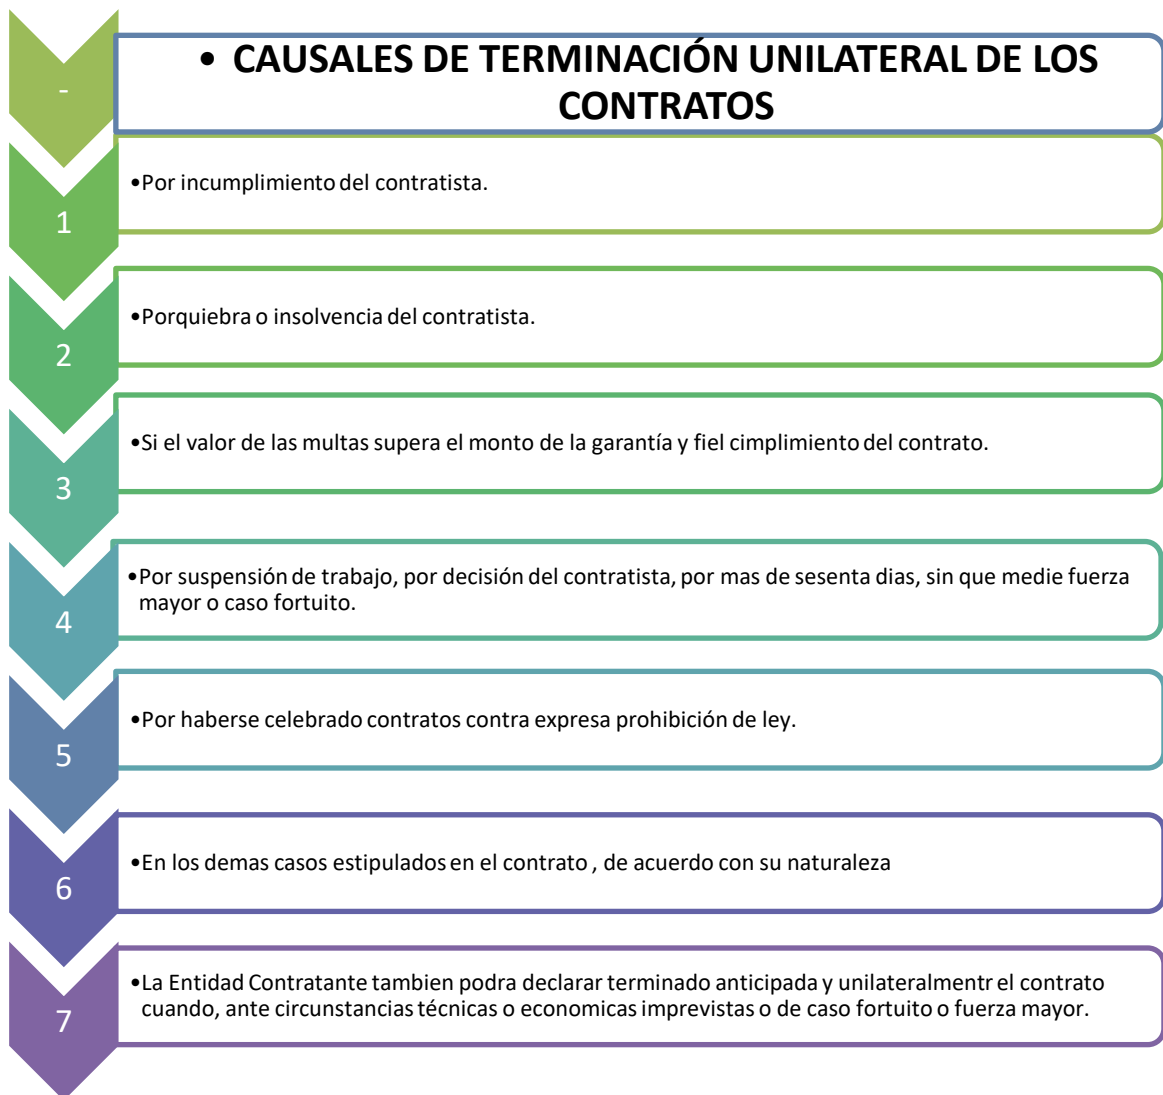 -
• CAUSALES DE TERMINACIÓN UNILATERAL DE LOS
CONTRATOS
1
•Por incumplimiento del contratista.
2
•Porquiebra o insolvencia del contratista.
3
•Si el valor de las multas supera el monto de la garantía y fiel cimplimiento del contrato.
4
•Por suspensión de trabajo, por decisión del contratista, por mas de sesenta dias, sin que medie fuerza
mayor o caso fortuito.
5
•Por haberse celebrado contratos contra expresa prohibición de ley.
6
•En los demas casos estipulados en el contrato , de acuerdo con su naturaleza
7
•La Entidad Contratante tambien podra declarar terminado anticipada y unilateralmentr el contrato
cuando, ante circunstancias técnicas o economicas imprevistas o de caso fortuito o fuerza mayor.